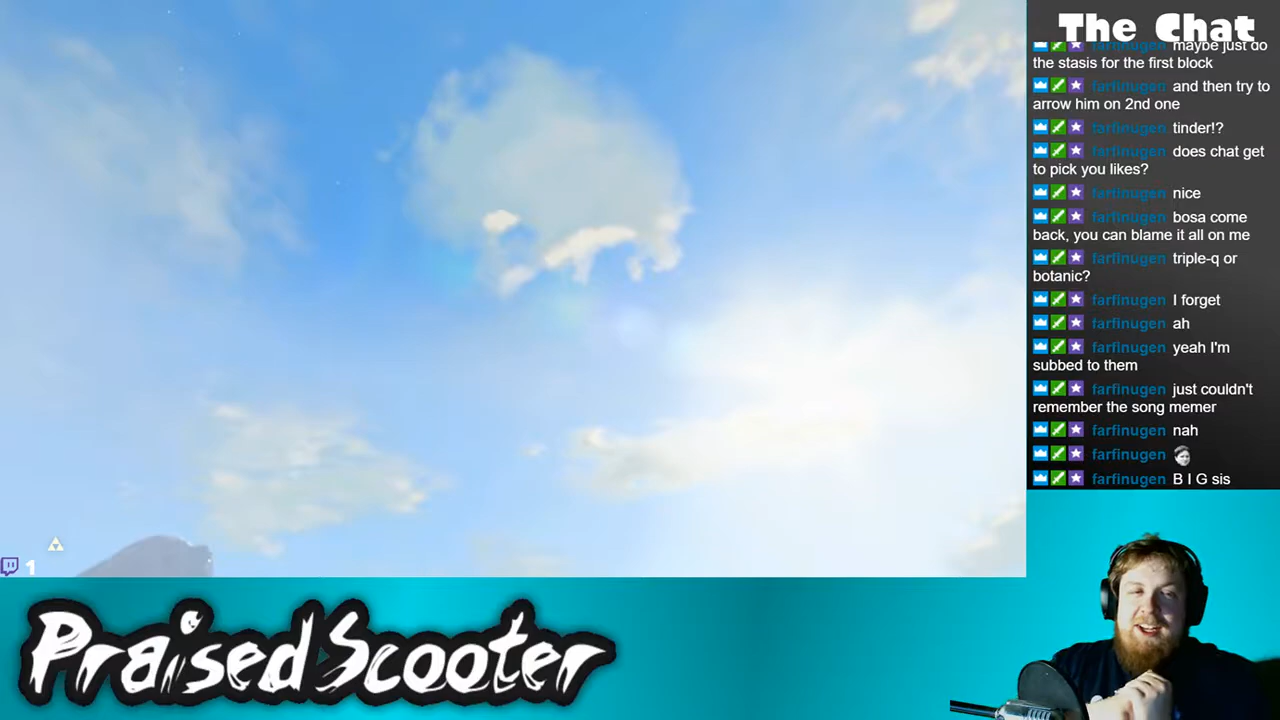 The Chat
farfinugen maybe just do
the stasis for the first block
farfinugen and then try to
arrow him on 2nd one
farfinugen tinder!?
farfinugen does chat get
to pick you likes?
farfinugen nice
farfinugen bosa come
back, you can blame it all on me
farfinugen triple-q or
botanic?
farfinugen I forget
farfinugen ah
farfinugen yeah I'm
subbed to them
farfinugen just couldn't
remember the song memer
farfinugen nah
farfinugen
farfinugen B I G sis
1
PraisedScooter